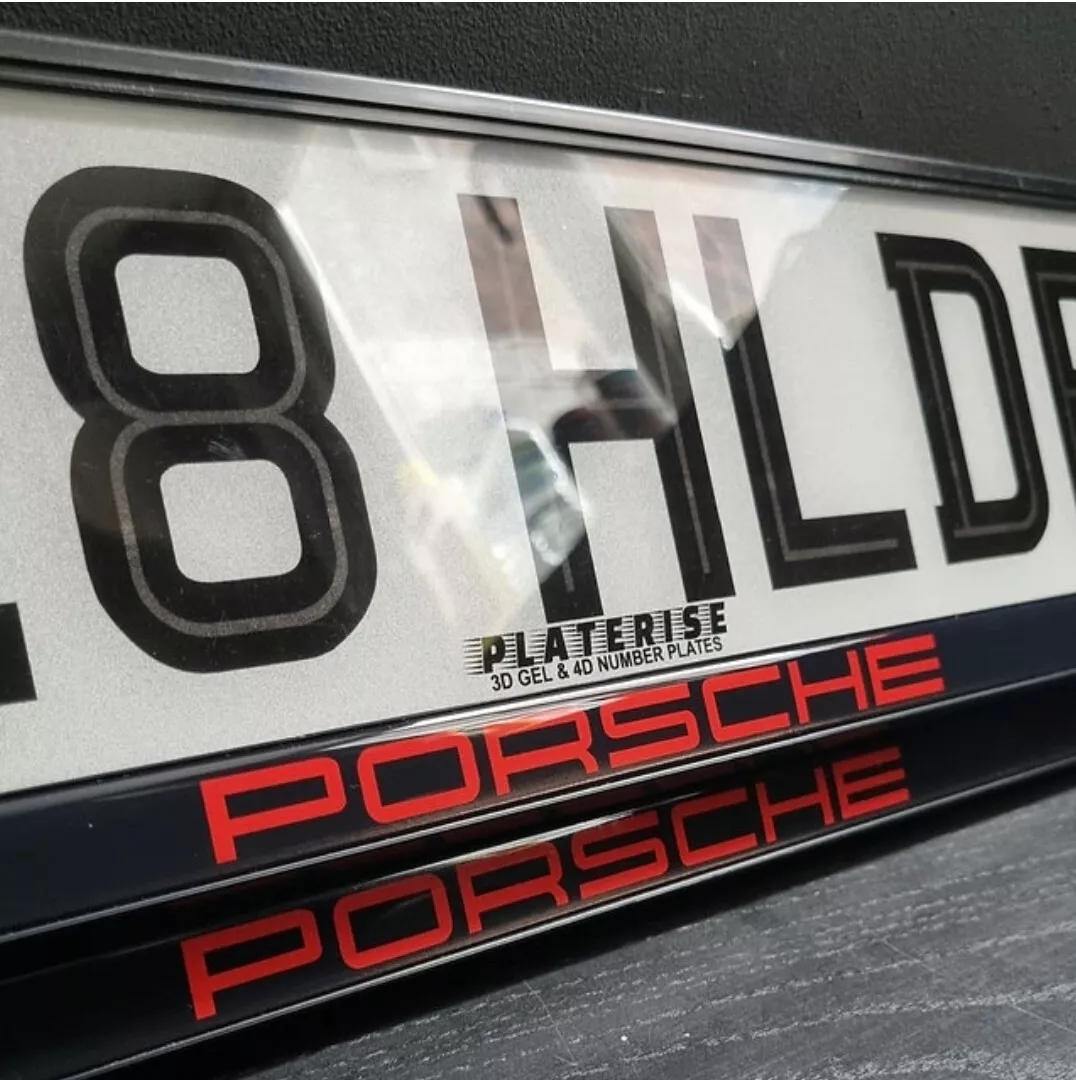 8 HLD
PLATERISE
3D GEL & 4D NUMBER PLATES
PORSCHE
PORSCHE